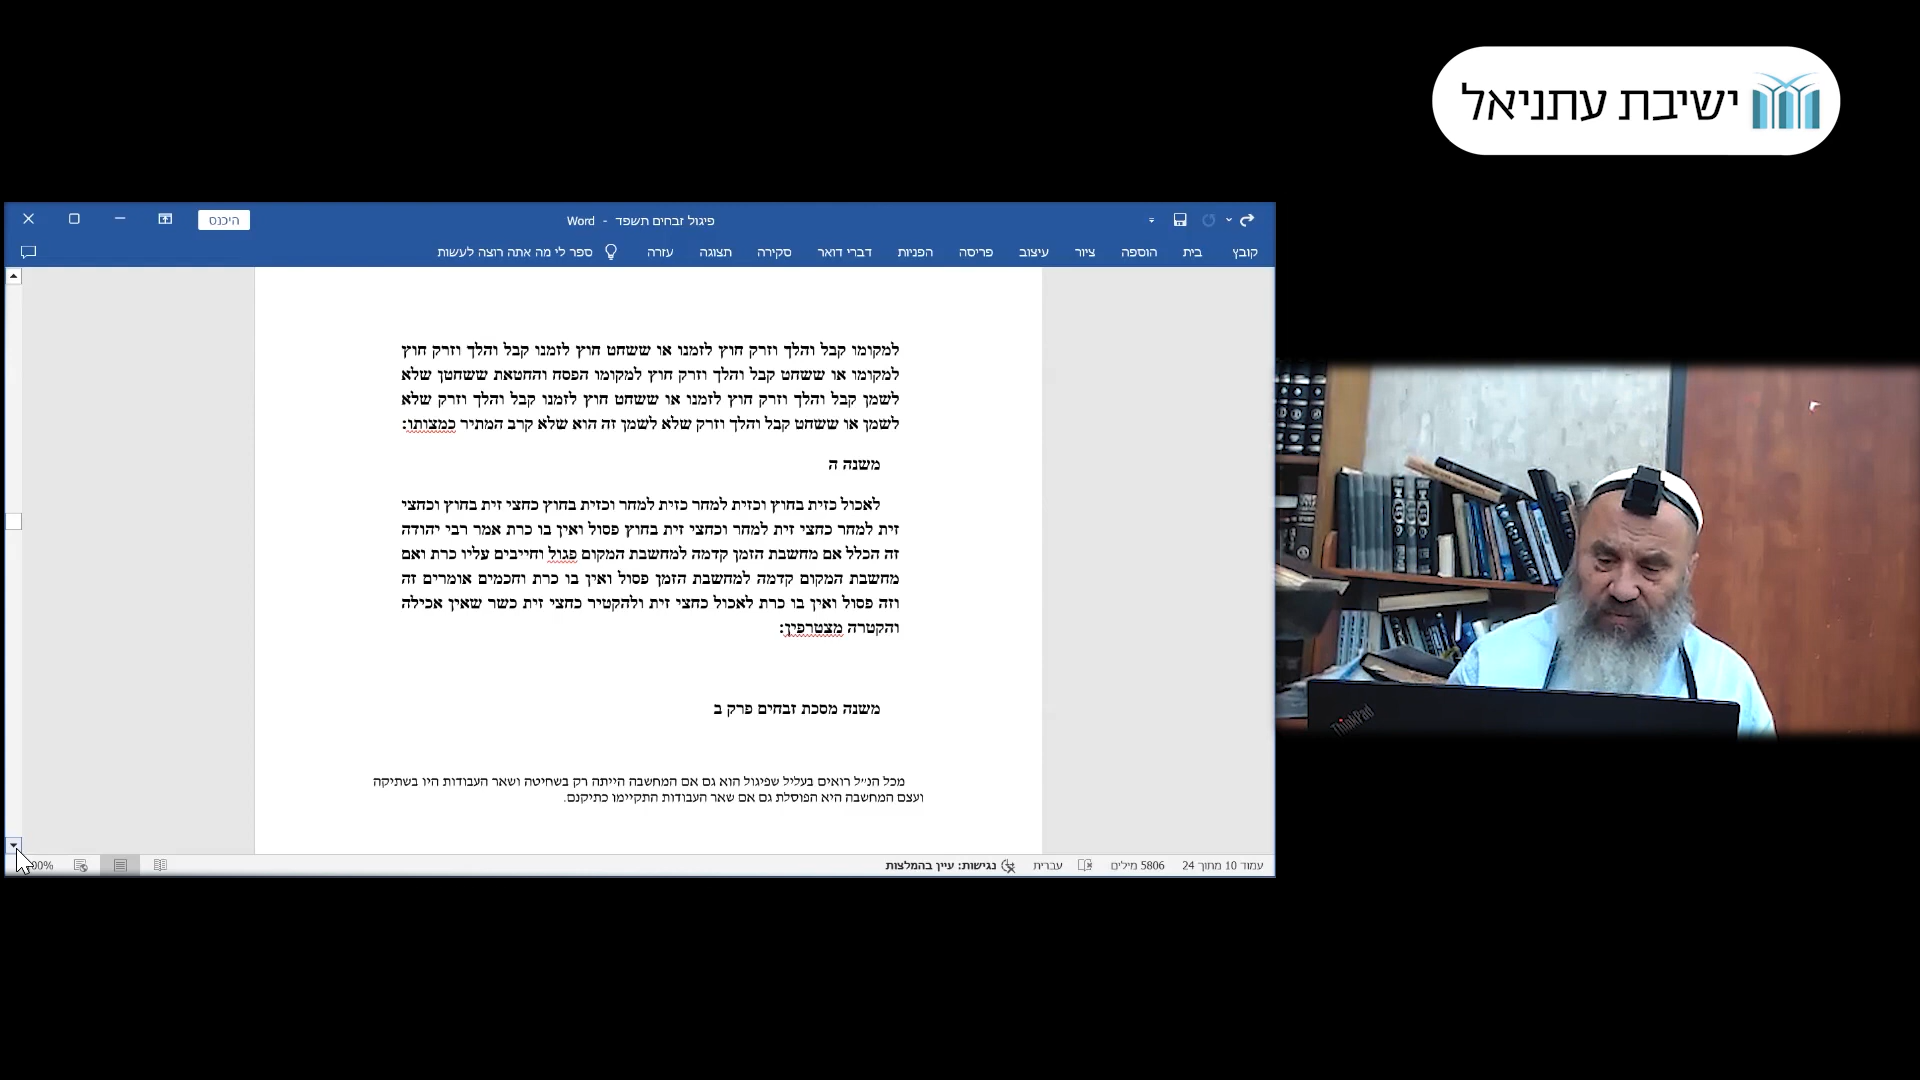 ישיבת עתניאל
פיגול זבחים תשפד - Word
היכנס
קובץ בית הוספה ציור עיצוב פריסה הפניות דברי דואר סקירה תצוגה עזרה ספר לי מה אתה רוצה לעשות
למקומו קבל והלך וזרק חוץ לזמנו או ששחט חוץ לזמנו קבל והלך וזרק חוץ
למקומו או ששחט קבל והלך וזרק חוץ למקומו הפסח והחטאת ששחטן שלא
לשמן קבל והלך וזרק חוץ לזמנו או ששחט חוץ לזמנו קבל והלך וזרק שלא
לשמן או ששחט קבל והלך וזרק שלא לשמן זה הוא שלא קרב המתיר כמצותו:
משנה ה
לאכול כזית בחוץ וכזית למחר כזית למחר וכזית בחוץ כחצי זית בחוץ וכחצי
זית למחר כחצי זית למחר וכחצי זית בחוץ פסול ואין בו כרת אמר רבי יהודה
זה הכלל אם מחשבת הזמן קדמה למחשבת המקום פגול וחייבים עליו כרת ואם
מחשבת המקום קדמה למחשבת הזמן פסול ואין בו כרת וחכמים אומרים זה
וזה פסול ואין בו כרת לאכול כחצי זית ולהקטיר כחצי זית כשר שאין אכילה
והקטרה מצטרפין:
משנה מסכת זבחים פרק ב
מכל הנ״ל רואים בעליל שפיגול הוא גם אם המחשבה הייתה רק בשחיטה ושאר העבודות היו בשתיקה
ועצם המחשבה היא הפוסלת גם אם שאר העבודות התקיימו כתיקנם.
עמוד 10 מתוך 24 5806 מילים עברית נגישות: עיין בהמלצות
ThinkPad